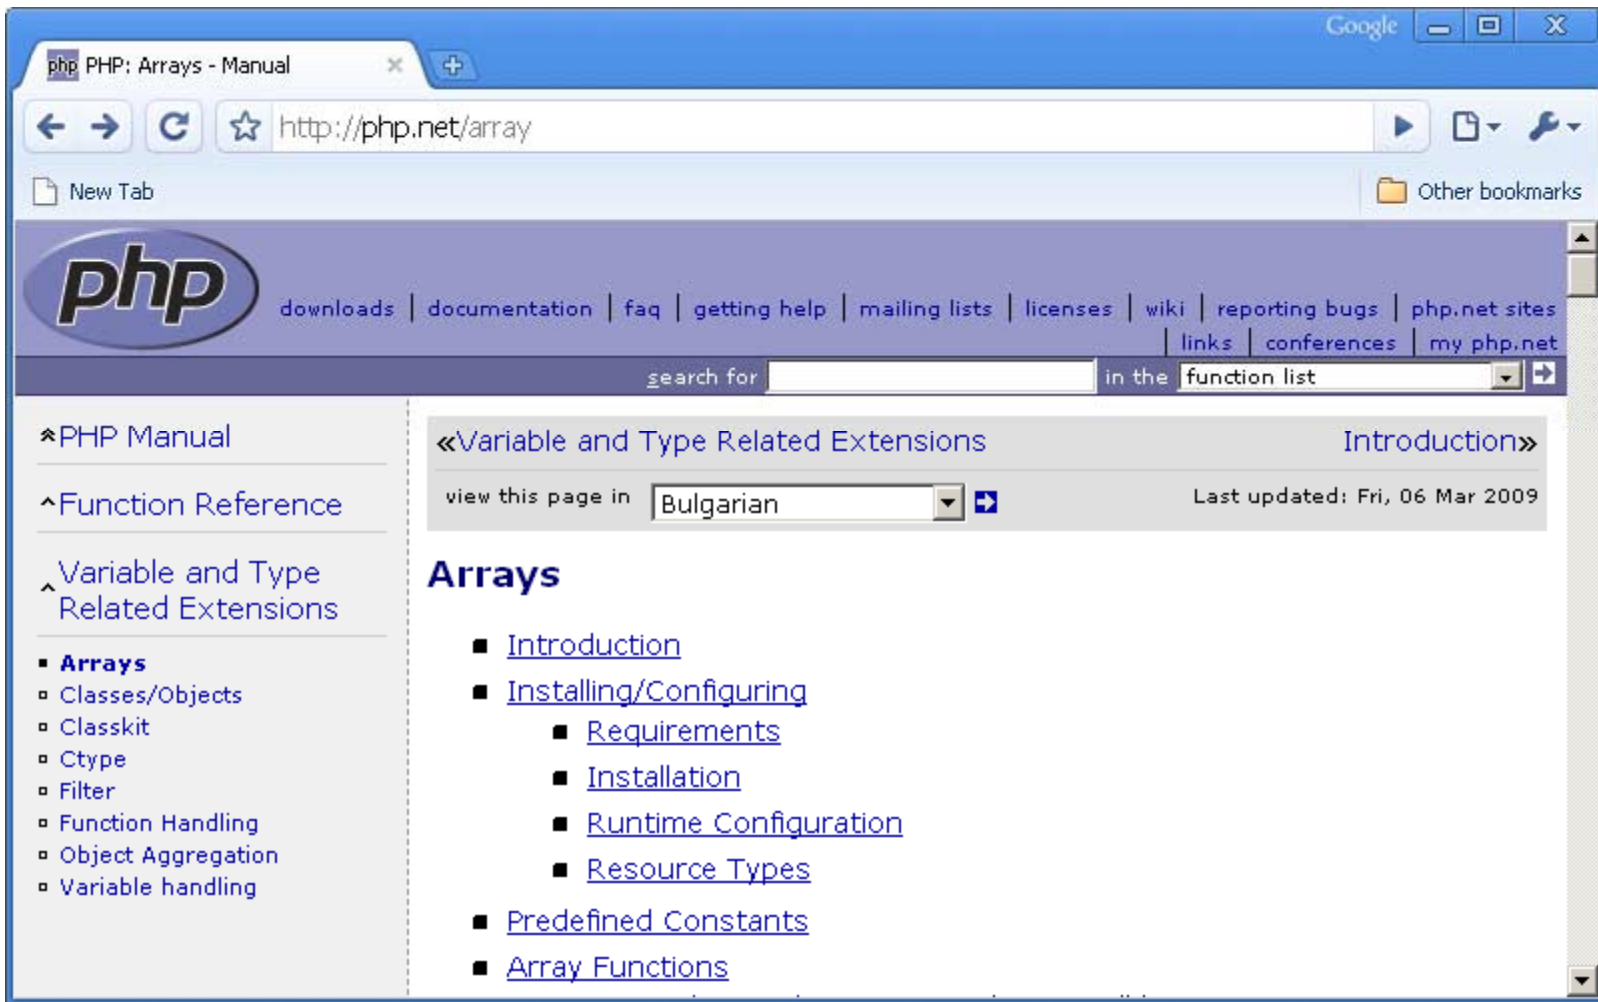 Google
php PHP: Arrays - Manual
http://php.net/array
New Tab
Other bookmarks
php
downloads | documentation | faq | getting help | mailing lists | licenses | wiki | reporting bugs | php.net sites
| links | conferences | my php.net
search for
in the function list
PHP Manual
Function Reference
Variable and Type
Related Extensions
Arrays
Classes/Objects
Classkit
Ctype
Filter
Function Handling
Object Aggregation
Variable handling
«Variable and Type Related Extensions
Introduction»
view this page in Bulgarian
Last updated: Fri, 06 Mar 2009
Arrays
Introduction
Installing/Configuring
Requirements
Installation
Runtime Configuration
Resource Types
Predefined Constants
Array Functions